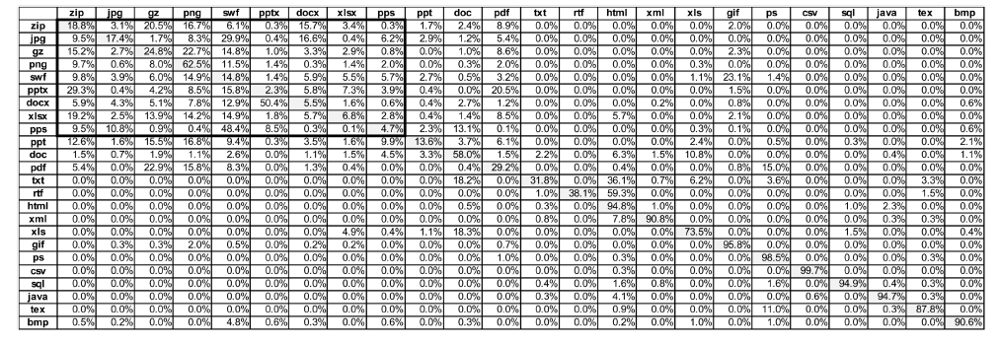 zip jpg gz png swf pptx docx xlsx pps ppt doc pdf txt rtf html xml xls gif ps csv sql java tex bmp
zip 18.8% 3.1% 20.5% 16.7% 6.1% 0.3% 15.7% 3.4% 0.3% 1.7% 2.4% 8.9% 0.0% 0.0% 0.0% 0.0% 0.0% 2.0% 0.0% 0.0% 0.0% 0.0% 0.0% 0.0%
jpg 9.5% 17.4% 1.7% 8.3% 29.9% 0.4% 16.6% 0.4% 6.2% 2.9% 1.2% 5.4% 0.0% 0.0% 0.0% 0.0% 0.0% 0.0% 0.0% 0.0% 0.0% 0.0% 0.0% 0.0%
gz 15.2% 2.7% 24.8% 22.7% 14.8% 1.0% 3.3% 2.9% 0.8% 0.0% 1.0% 8.6% 0.0% 0.0% 0.0% 0.0% 0.0% 2.3% 0.0% 0.0% 0.0% 0.0% 0.0% 0.0%
png 9.7% 0.6% 8.0% 62.5% 11.5% 1.4% 0.3% 1.4% 2.0% 0.0% 0.3% 2.0% 0.0% 0.0% 0.0% 0.0% 0.3% 0.0% 0.0% 0.0% 0.0% 0.0% 0.0% 0.0%
swf 9.8% 3.9% 6.0% 14.9% 14.8% 1.4% 5.9% 5.5% 5.7% 2.7% 0.5% 3.2% 0.0% 0.0% 0.0% 0.0% 1.1% 23.1% 1.4% 0.0% 0.0% 0.0% 0.0% 0.0%
pptx 29.3% 0.4% 4.2% 8.5% 15.8% 2.3% 5.8% 7.3% 3.9% 0.4% 0.0% 20.5% 0.0% 0.0% 0.0% 0.0% 0.0% 1.5% 0.0% 0.0% 0.0% 0.0% 0.0% 0.0%
docx 5.9% 4.3% 5.1% 7.8% 12.9% 50.4% 5.5% 1.6% 0.6% 0.4% 2.7% 1.2% 0.0% 0.0% 0.0% 0.2% 0.0% 0.8% 0.0% 0.0% 0.0% 0.0% 0.0% 0.6%
xlsx 19.2% 2.5% 13.9% 14.2% 14.9% 1.8% 5.7% 6.8% 2.8% 0.4% 1.4% 8.5% 0.0% 0.0% 5.7% 0.0% 0.0% 2.1% 0.0% 0.0% 0.0% 0.0% 0.0% 0.0%
pps 9.5% 10.8% 0.9% 0.4% 48.4% 8.5% 0.3% 0.1% 4.7% 2.3% 13.1% 0.1% 0.0% 0.0% 0.0% 0.0% 0.3% 0.1% 0.0% 0.0% 0.0% 0.0% 0.0% 0.6%
ppt 12.6% 1.6% 15.5% 16.8% 9.4% 0.3% 3.5% 1.6% 9.9% 13.6% 3.7% 6.1% 0.0% 0.0% 0.0% 0.0% 2.4% 0.0% 0.5% 0.0% 0.3% 0.0% 0.0% 2.1%
doc 1.5% 0.7% 1.9% 1.1% 2.6% 0.0% 1.1% 1.5% 4.5% 3.3% 58.0% 1.5% 2.2% 0.0% 6.3% 1.5% 10.8% 0.0% 0.0% 0.0% 0.0% 0.4% 0.0% 1.1%
pdf 5.4% 0.0% 22.9% 15.8% 8.3% 0.0% 1.3% 0.4% 0.0% 0.0% 0.4% 29.2% 0.0% 0.0% 0.4% 0.0% 0.0% 0.8% 15.0% 0.0% 0.0% 0.0% 0.0% 0.0%
txt 0.0% 0.0% 0.0% 0.0% 0.0% 0.0% 0.0% 0.0% 0.0% 0.0% 18.2% 0.0% 31.8% 0.0% 36.1% 0.7% 6.2% 0.0% 3.6% 0.0% 0.0% 0.0% 3.3% 0.0%
rtf 0.0% 0.0% 0.0% 0.0% 0.0% 0.0% 0.0% 0.0% 0.0% 0.0% 0.0% 0.0% 1.0% 38.1% 59.3% 0.0% 0.0% 0.0% 0.0% 0.0% 0.0% 0.0% 1.5% 0.0%
html 0.0% 0.0% 0.0% 0.0% 0.0% 0.0% 0.0% 0.0% 0.0% 0.0% 0.5% 0.0% 0.3% 0.0% 94.8% 1.0% 0.0% 0.0% 0.0% 0.0% 1.0% 2.3% 0.0% 0.0%
xml 0.0% 0.0% 0.0% 0.0% 0.0% 0.0% 0.0% 0.0% 0.0% 0.0% 0.0% 0.0% 0.8% 0.0% 7.8% 90.8% 0.0% 0.0% 0.0% 0.0% 0.0% 0.3% 0.3% 0.0%
xls 0.0% 0.0% 0.0% 0.0% 0.0% 0.0% 0.0% 4.9% 0.4% 1.1% 18.3% 0.0% 0.0% 0.0% 7.0% 0.0% 73.5% 0.0% 0.0% 0.0% 1.5% 0.0% 0.0% 0.4%
gif 0.0% 0.3% 0.3% 2.0% 0.5% 0.0% 0.2% 0.2% 0.0% 0.0% 0.0% 0.7% 0.0% 0.0% 0.0% 0.0% 0.0% 95.8% 0.0% 0.0% 0.0% 0.0% 0.0% 0.0%
ps 0.0% 0.0% 0.0% 0.0% 0.0% 0.0% 0.0% 0.0% 0.0% 0.0% 0.0% 1.0% 0.0% 0.0% 0.3% 0.0% 0.0% 0.0% 98.5% 0.0% 0.0% 0.0% 0.3% 0.0%
csv 0.0% 0.0% 0.0% 0.0% 0.0% 0.0% 0.0% 0.0% 0.0% 0.0% 0.0% 0.0% 0.0% 0.0% 0.3% 0.0% 0.0% 0.0% 0.0% 99.7% 0.0% 0.0% 0.0% 0.0%
sql 0.0% 0.0% 0.0% 0.0% 0.0% 0.0% 0.0% 0.0% 0.0% 0.0% 0.0% 0.0% 0.4% 0.0% 1.6% 0.8% 0.0% 0.0% 1.6% 0.0% 94.9% 0.4% 0.3% 0.0%
java 0.0% 0.0% 0.0% 0.0% 0.0% 0.0% 0.0% 0.0% 0.0% 0.0% 0.0% 0.0% 0.3% 0.0% 4.1% 0.0% 0.0% 0.0% 0.0% 0.6% 0.0% 94.7% 0.3% 0.0%
tex 0.0% 0.0% 0.0% 0.0% 0.0% 0.0% 0.0% 0.0% 0.0% 0.0% 0.0% 0.0% 0.0% 0.0% 0.9% 0.0% 0.0% 0.0% 11.0% 0.0% 0.0% 0.3% 87.8% 0.0%
bmp 0.5% 0.2% 0.0% 0.0% 4.8% 0.6% 0.3% 0.0% 0.6% 0.0% 0.3% 0.0% 0.0% 0.0% 0.2% 0.0% 1.0% 0.0% 1.0% 0.0% 0.0% 0.0% 0.0% 90.6%